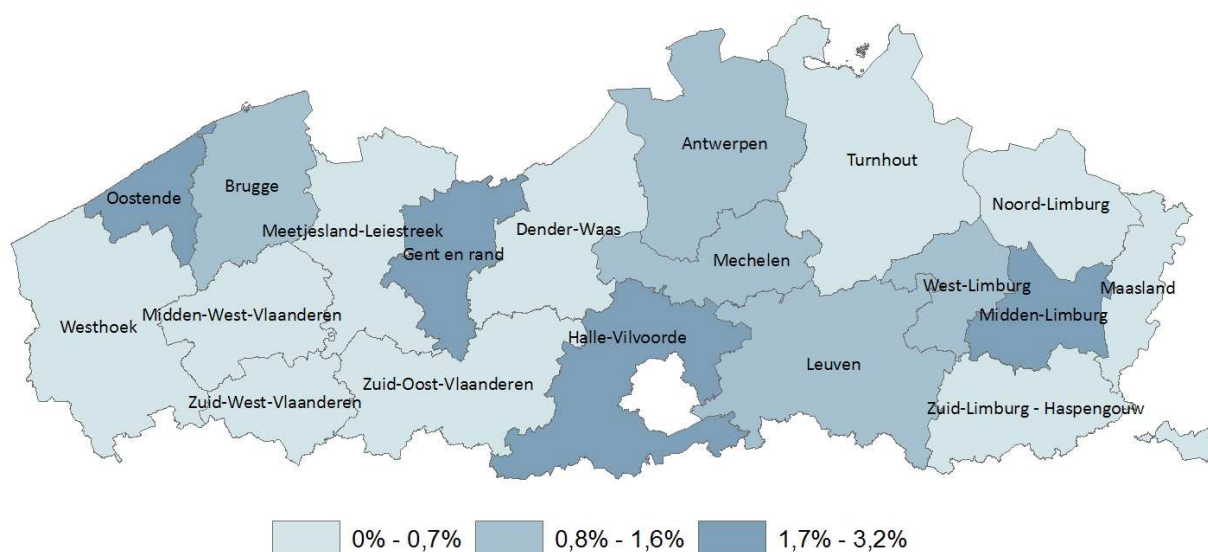 Antwerpen
Turnhout
Oostende
Brugge
Noord-Limburg
Meetjesland-Leiestreek
Dender-Waas
Gent en rand
Mechelen
West-Limburg
Maasland
Midden-West-Vlaanderen
Midden-Limburg
Westhoek
Halle-Vilvoorde
Leuven
Zuid-Oost-Vlaanderen
Zuid-West-Vlaanderen
Zuid-Limburg - Haspengouw
0% - 0,7% 0,8% - 1,6% 1,7% - 3,2%